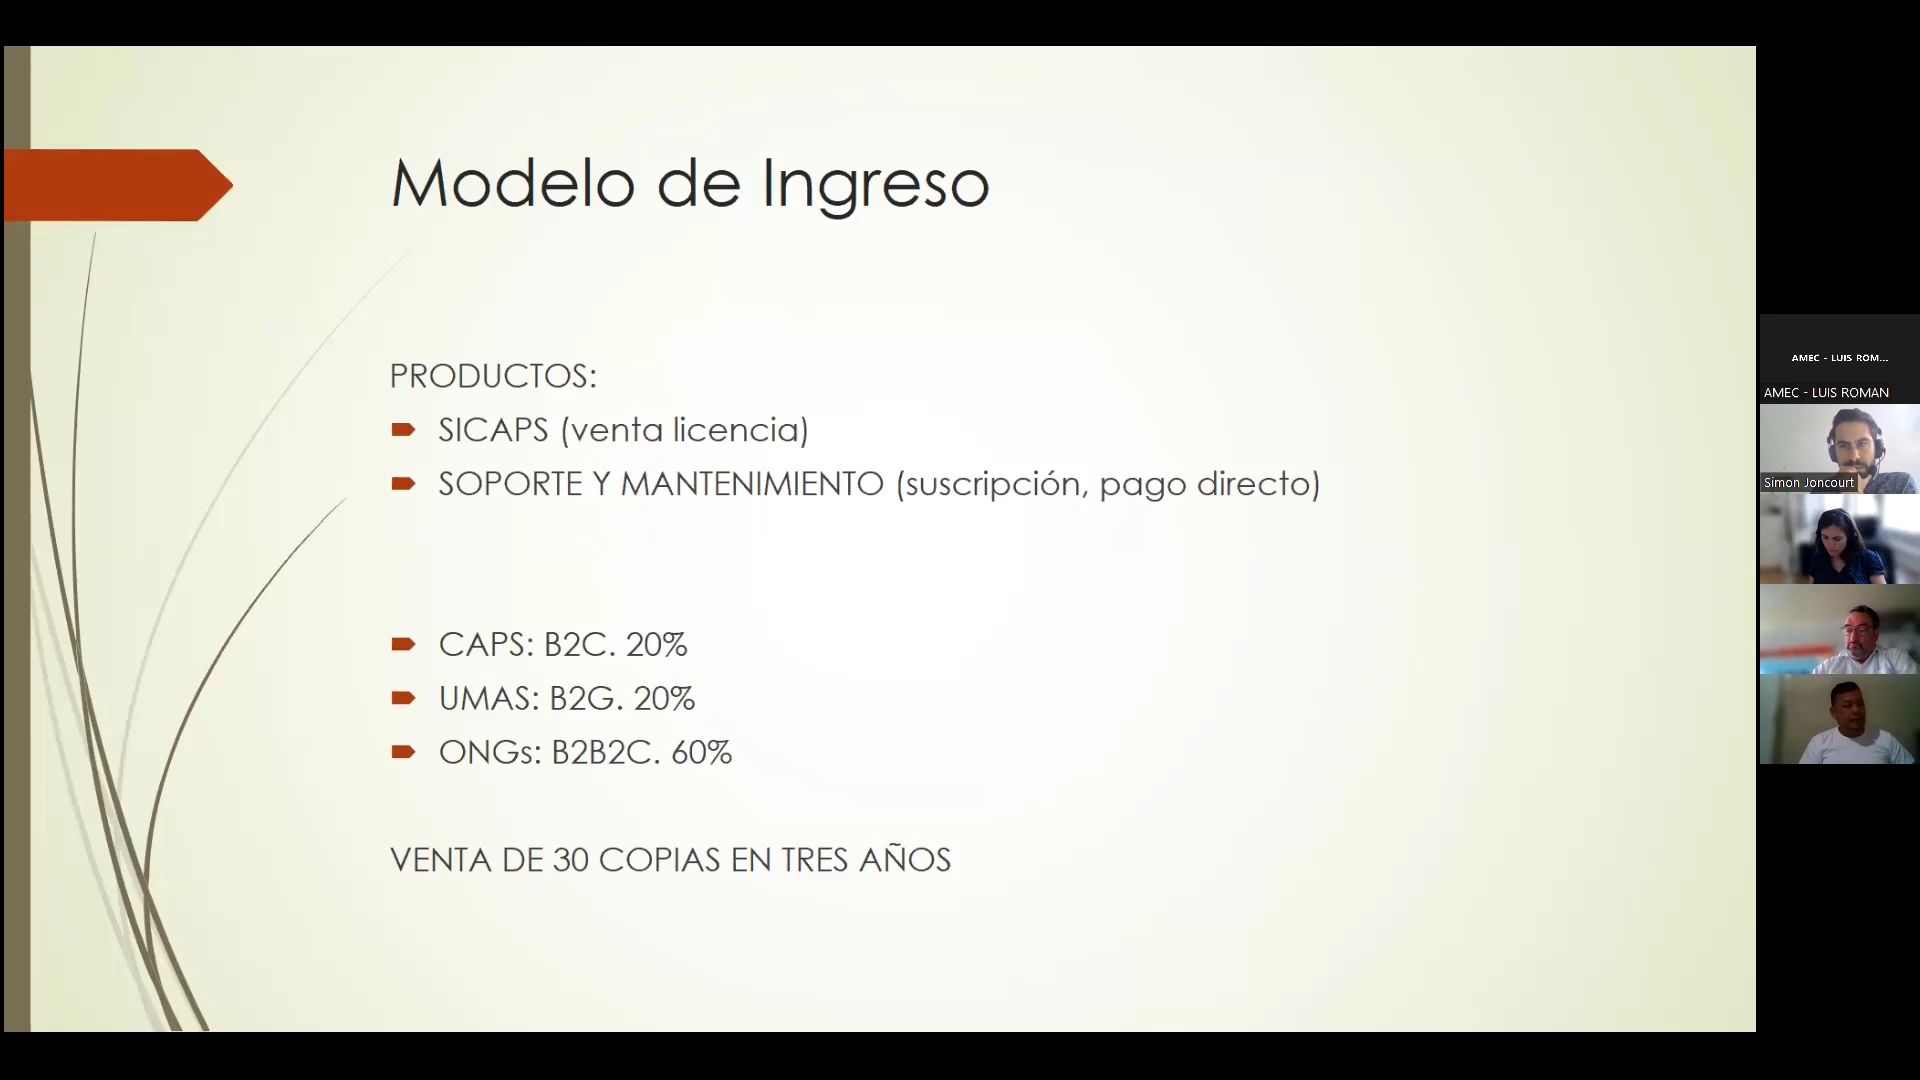 Modelo de Ingreso
PRODUCTOS:
SICAPS (venta licencia)
SOPORTE Y MANTENIMIENTO (suscripción, pago directo)
CAPS: B2C. 20%
UMAS: B2G. 20%
ONGs: B2B2C. 60%
VENTA DE 30 COPIAS EN TRES AÑOS
AMEC - LUIS ROM...
AMEC - LUIS ROMAN
Simon Joncourt